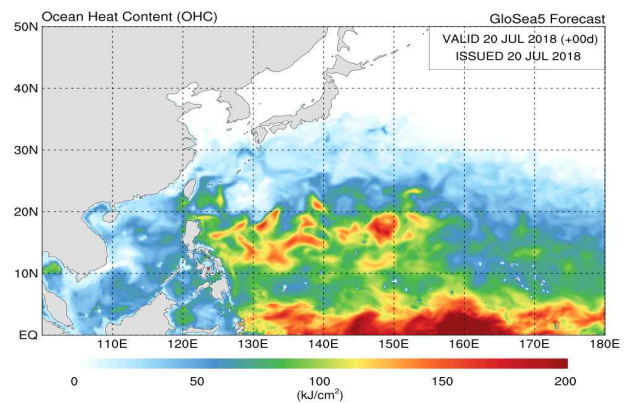 Ocean Heat Content (OHC) GloSea5 Forecast
VALID 20 JUL 2018 (+00d)
ISSUED 20 JUL 2018
50N
40N
30N
20N
10N
EQ
110E 120E 130E 140E 150E 160E 170E 180E
0 50 100 150 200
(kJ/cm²)